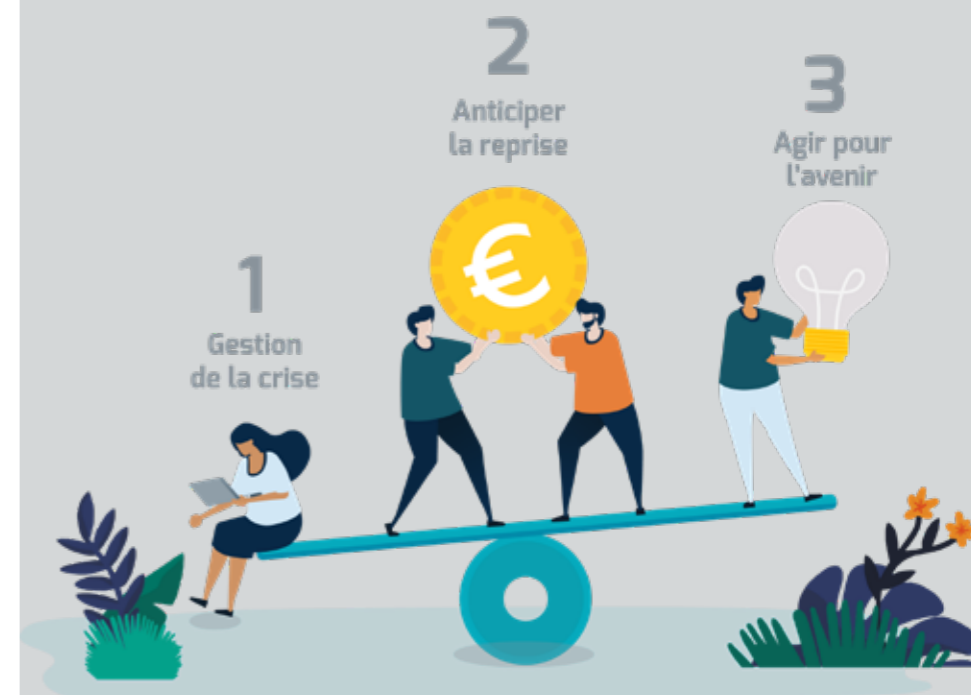 1
Gestion
de la crise
2
Anticiper
la reprise
€
3
Agir pour
l'avenir